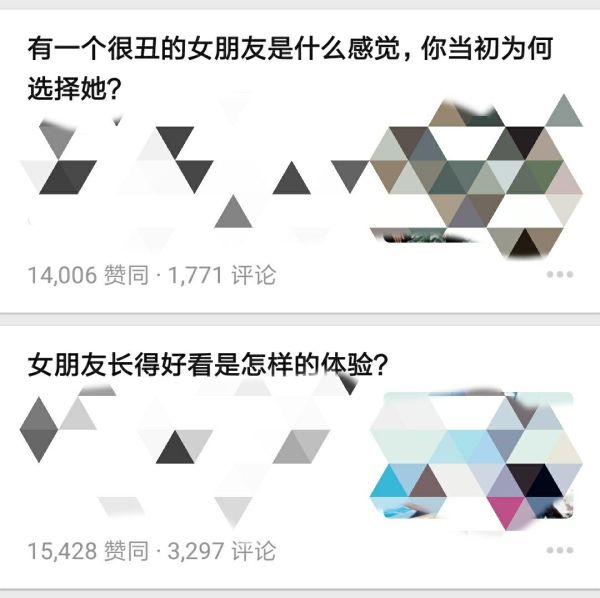 有一个很丑的女朋友是什么感觉，你当初为何
选择她？
14,006 赞同 · 1,771 评论
女朋友长得好看是怎样的体验？
15,428 赞同 · 3,297 评论